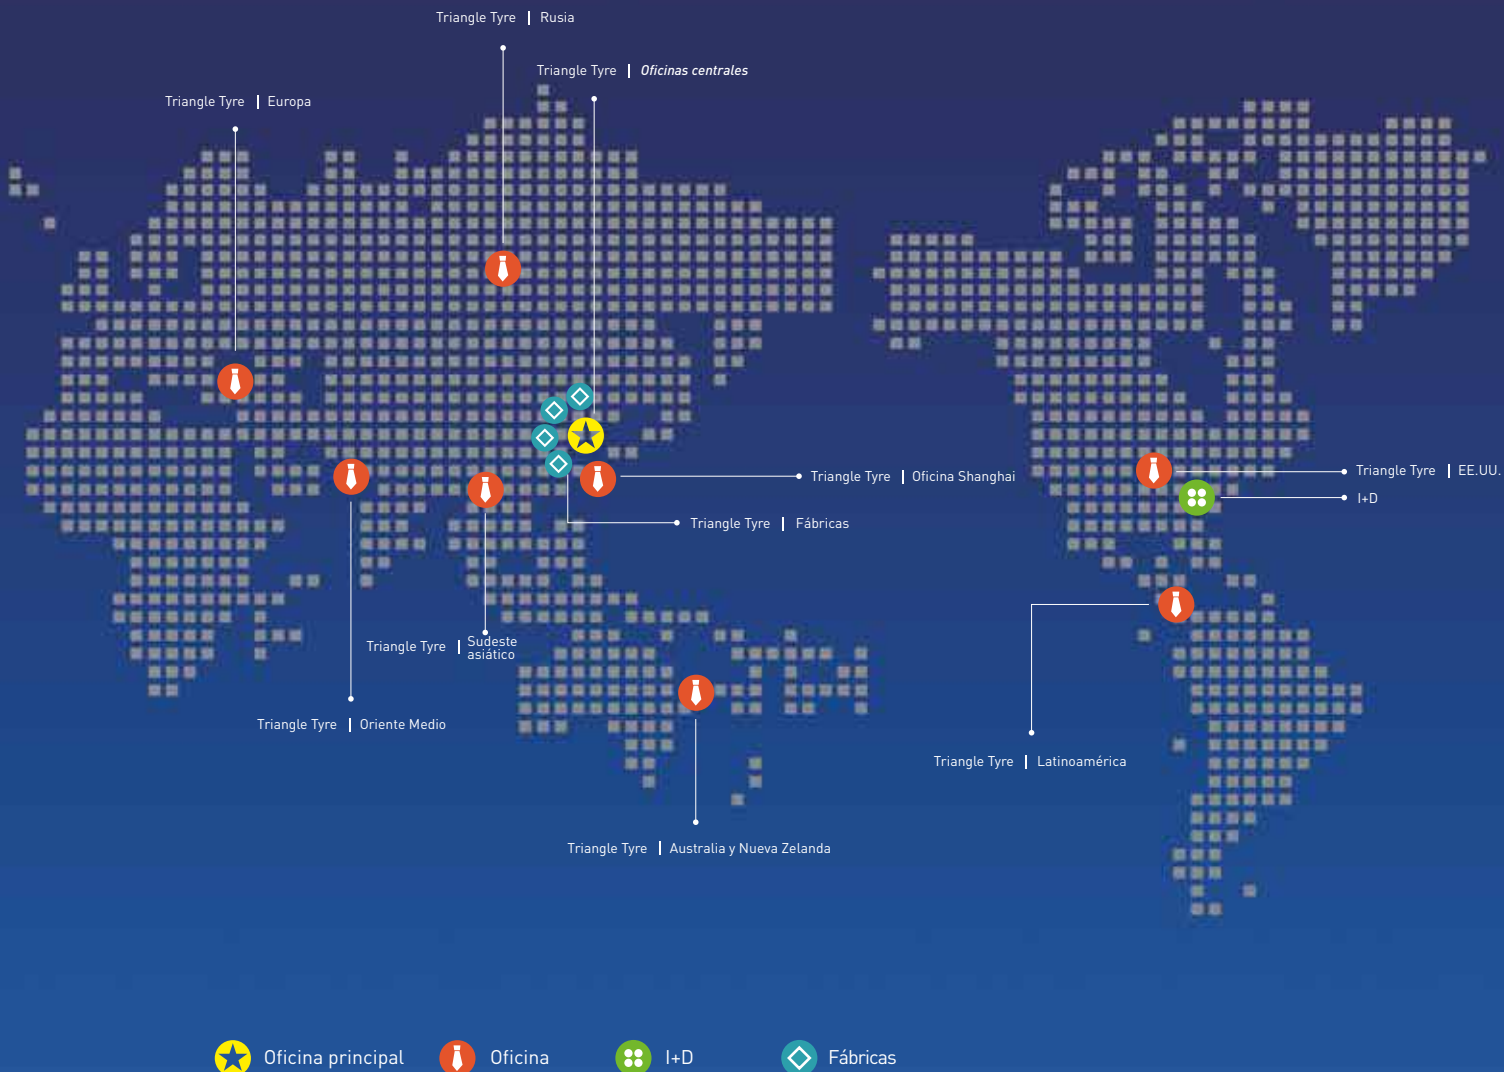 Triangle Tyre | Rusia
Triangle Tyre | Oficinas centrales
Triangle Tyre | Europa
Triangle Tyre | Oficina Shanghai
Triangle Tyre | EE.UU.
I+D
Triangle Tyre | Fábricas
Triangle Tyre | Sudeste
asiático
Triangle Tyre | Oriente Medio
Triangle Tyre | Latinoamérica
Triangle Tyre | Australia y Nueva Zelanda
Oficina principal
Oficina
I+D
Fábricas